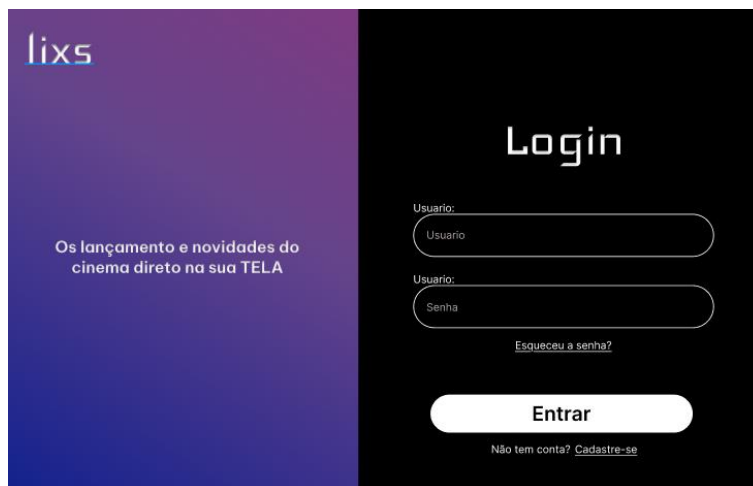 lixs
Os lançamento e novidades do
cinema direto na sua TELA
Login
Usuario:
Usuario
Usuario:
Senha
Esqueceu a senha?
Entrar
Não tem conta? Cadastre-se